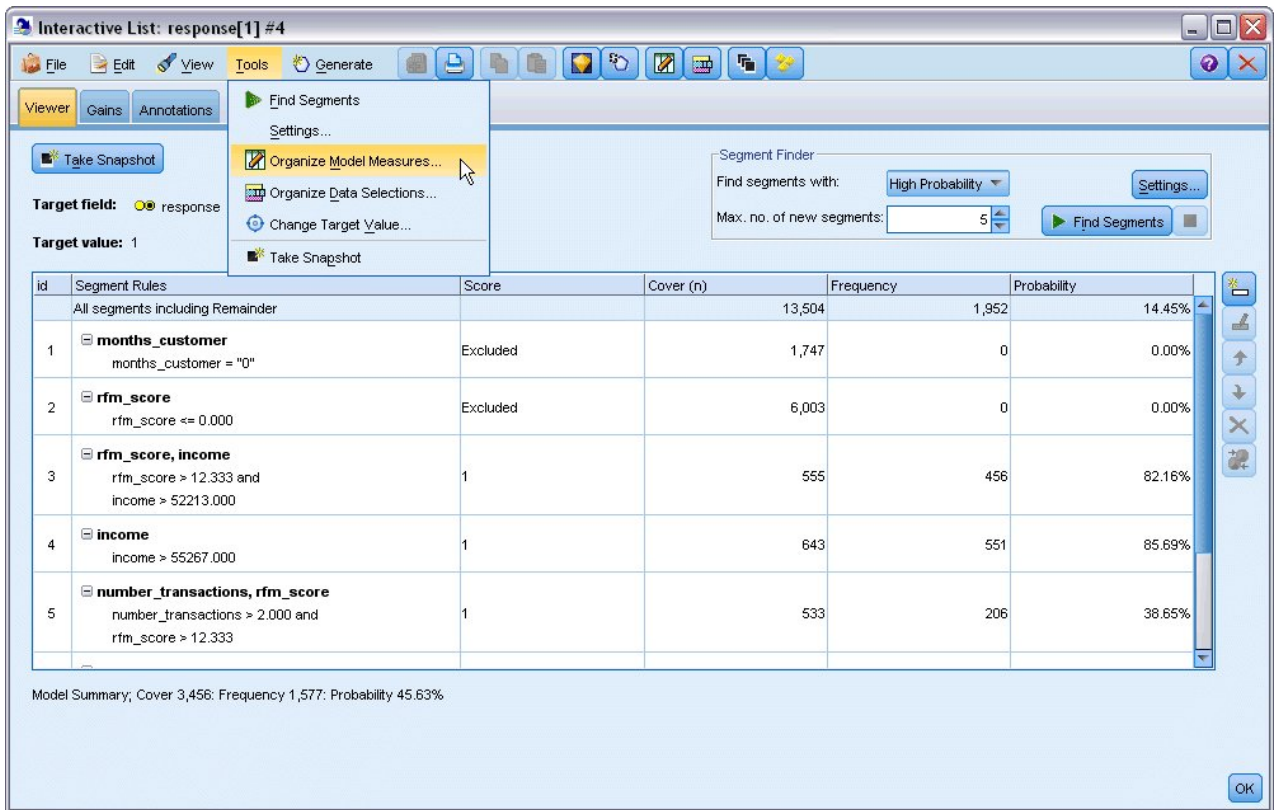 Interactive List: response[1] #4
File Edit View Tools Generate
Viewer Gains Annotations
Find Segments
Settings...
Organize Model Measures...
Organize Data Selections...
Change Target Value...
Take Snapshot
Take Snapshot
Target field: response
Target value: 1
Segment Finder
Find segments with: High Probability Settings...
Max. no. of new segments: 5 Find Segments
id Segment Rules Score Cover (n) Frequency Probability
All segments including Remainder 13,504 1,952 14.45%
1 months_customer Excluded 1,747 0 0.00%
months_customer = "0"
2 rfm_score Excluded 6,003 0 0.00%
rfm_score <= 0.000
rfm_score, income
3 rfm_score > 12.333 and 1 555 456 82.16%
income > 52213.000
4 income 1 643 551 85.69%
income > 55267.000
number_transactions, rfm_score
5 number_transactions > 2.000 and 1 533 206 38.65%
rfm_score > 12.333
Model Summary; Cover 3,456: Frequency 1,577: Probability 45.63%
OK